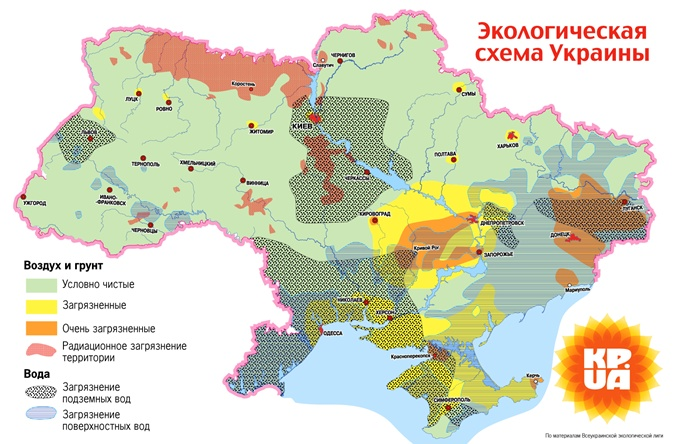 Экологическая
схема Украины
ЧЕРНИГОВ
Славутич
Коростень
СУМЫ
ЛУЦК
РОВНО
ЖИТОМИР
КИЕВ
ЛЬВОВ
ПОЛТАВА
ХАРЬКОВ
ТЕРНОПОЛЬ
ХМЕЛЬНИЦКИЙ
ВИННИЦА
ЧЕРКАССЫ
ИВАНО-
ФРАНКОВСК
УЖГОРОД
ЧЕРНОВЦЫ
КИРОВОГРАД
ДНЕПРОПЕТРОВСК
ЛУГАНСК
ДОНЕЦК
Кривой Рог
ЗАПОРОЖЬЕ
Мариуполь
НИКОЛАЕВ
ХЕРСОН
ОДЕССА
Красноперекопск
Керчь
СИМФЕРОПОЛЬ
Воздух и грунт
Условно чистые
Загрязненные
Очень загрязненные
Радиационное загрязнение
территории
Вода
Загрязнение
подземных вод
Загрязнение
поверхностных вод
KP.
UA
По материалам Всеукраинской экологической лиги